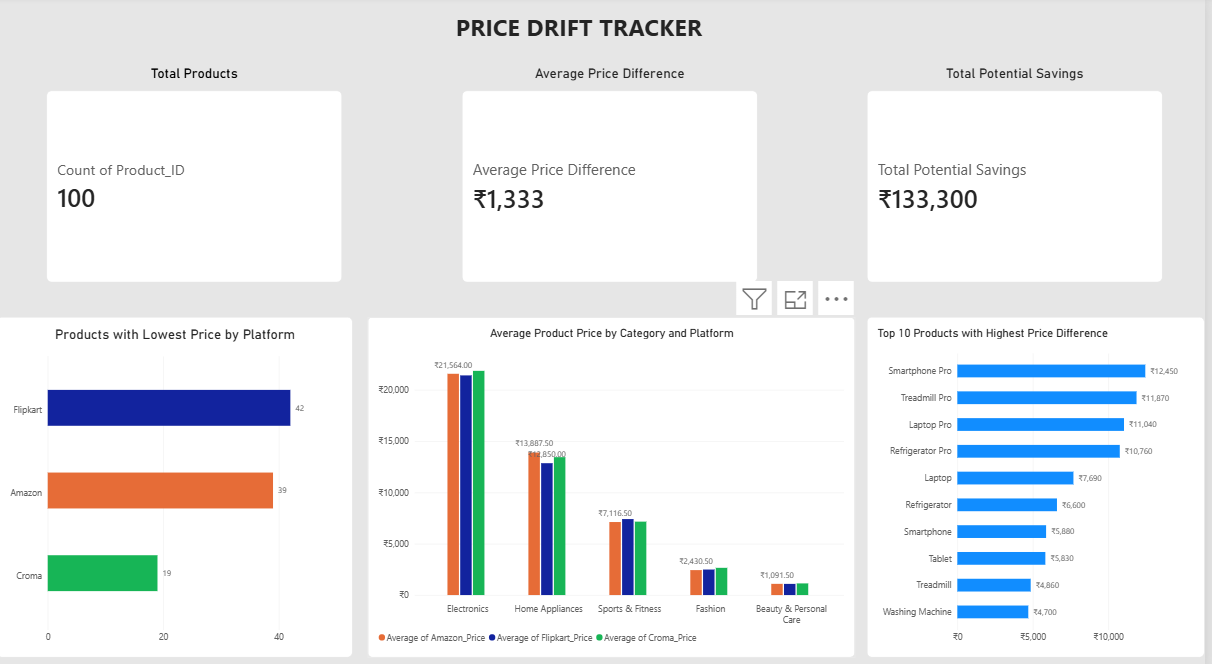 PRICE DRIFT TRACKER
Total Products
Average Price Difference
Total Potential Savings
Count of Product_ID
100
Average Price Difference
₹1,333
Total Potential Savings
₹133,300
Products with Lowest Price by Platform
Flipkart
42
Amazon
39
Croma
19
0
20
40
Average Product Price by Category and Platform
₹20,000
₹15,000
₹10,000
₹5,000
₹0
₹21,564.00
₹13,887.50
₹12,850.00
₹7,116.50
₹2,430.50
₹1,091.50
Electronics
Home Appliances
Sports & Fitness
Fashion
Beauty & Personal
Care
Average of Amazon_Price
Average of Flipkart_Price
Average of Croma_Price
Top 10 Products with Highest Price Difference
Smartphone Pro
₹12,450
Treadmill Pro
₹11,870
Laptop Pro
₹11,040
Refrigerator Pro
₹10,760
Laptop
₹7,690
Refrigerator
₹6,600
Smartphone
₹5,880
Tablet
₹5,830
Treadmill
₹4,860
Washing Machine
₹4,700
₹0
₹5,000
₹10,000